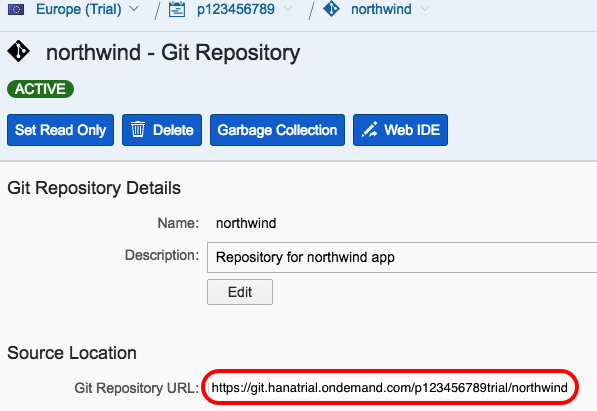 Europe (Trial) / p123456789 / northwind
northwind - Git Repository
ACTIVE
Set Read Only Delete Garbage Collection Web IDE
Git Repository Details
Name: northwind
Description: Repository for northwind app
Edit
Source Location
Git Repository URL: https://git.hanatrial.ondemand.com/p123456789trial/northwind